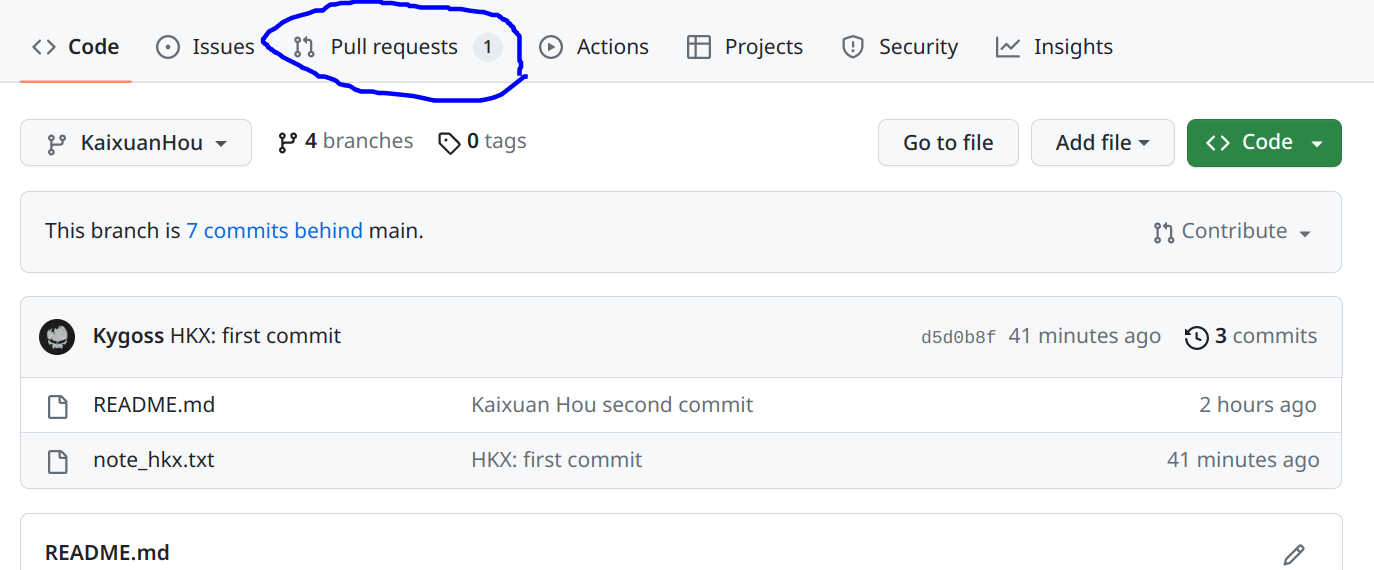 Code Issues Pull requests 1 Actions Projects Security Insights
KaixuanHou 4 branches 0 tags Go to file Add file Code
This branch is 7 commits behind main. Contribute
Kygoss HKX: first commit d5d0b8f 41 minutes ago 3 commits
README.md Kaixuan Hou second commit 2 hours ago
note_hkx.txt HKX: first commit 41 minutes ago
README.md